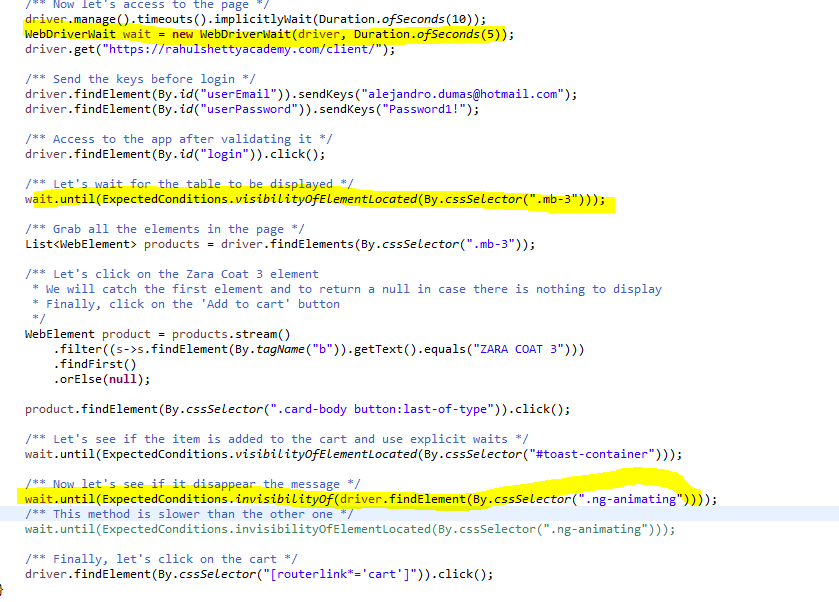 /** Now let's access to the page */
driver.manage().timeouts().implicitlyWait(Duration.ofSeconds(10));
WebDriverWait wait = new WebDriverWait(driver, Duration.ofSeconds(5));
driver.get("https://rahulshettyacademy.com/client/");
/** Send the keys before login */
driver.findElement(By.id("userEmail")).sendKeys("alejandro.dumas@hotmail.com");
driver.findElement(By.id("userPassword")).sendKeys("Password1!");
/** Access to the app after validating it */
driver.findElement(By.id("login")).click();
/** Let's wait for the table to be displayed */
wait.until(ExpectedConditions.visibilityOfElementLocated(By.cssSelector(".mb-3")));
/** Grab all the elements in the page */
List<WebElement> products = driver.findElements(By.cssSelector(".mb-3"));
/** Let's click on the Zara Coat 3 element
* We will catch the first element and to return a null in case there is nothing to display
* Finally, click on the 'Add to cart' button
*/
WebElement product = products.stream()
.filter((s->s.findElement(By.tagName("b")).getText().equals("ZARA COAT 3")))
.findFirst()
.orElse(null);
product.findElement(By.cssSelector(".card-body button:last-of-type")).click();
/** Let's see if the item is added to the cart and use explicit waits */
wait.until(ExpectedConditions.visibilityOfElementLocated(By.cssSelector("#toast-container")));
/** Now let's see if it disappear the message */
wait.until(ExpectedConditions.invisibilityOf(driver.findElement(By.cssSelector(".ng-animating"))));
/** This method is slower than the other one */
wait.until(ExpectedConditions.invisibilityOfElementLocated(By.cssSelector(".ng-animating")));
/** Finally, let's click on the cart */
driver.findElement(By.cssSelector("[routerlink*='cart']")).click();
}